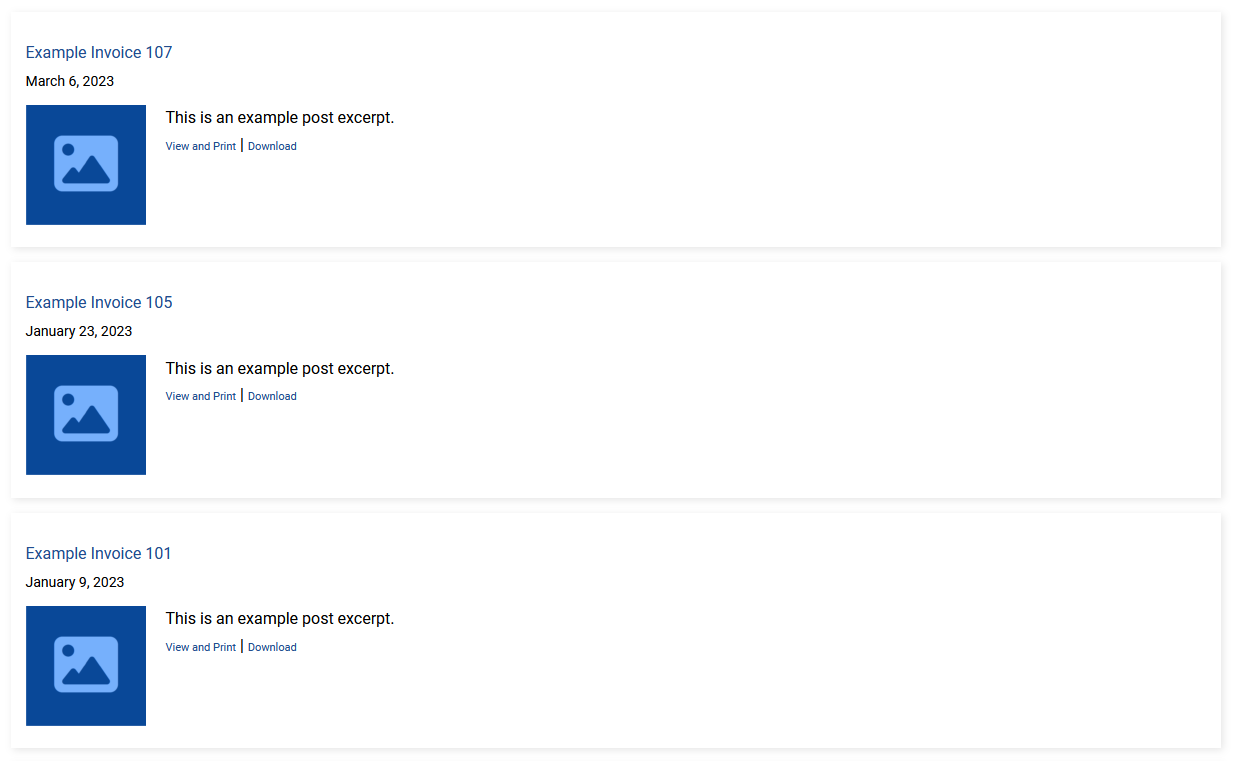 Example Invoice 107
March 6, 2023
This is an example post excerpt.
View and Print | Download
Example Invoice 105
January 23, 2023
This is an example post excerpt.
View and Print | Download
Example Invoice 101
January 9, 2023
This is an example post excerpt.
View and Print | Download